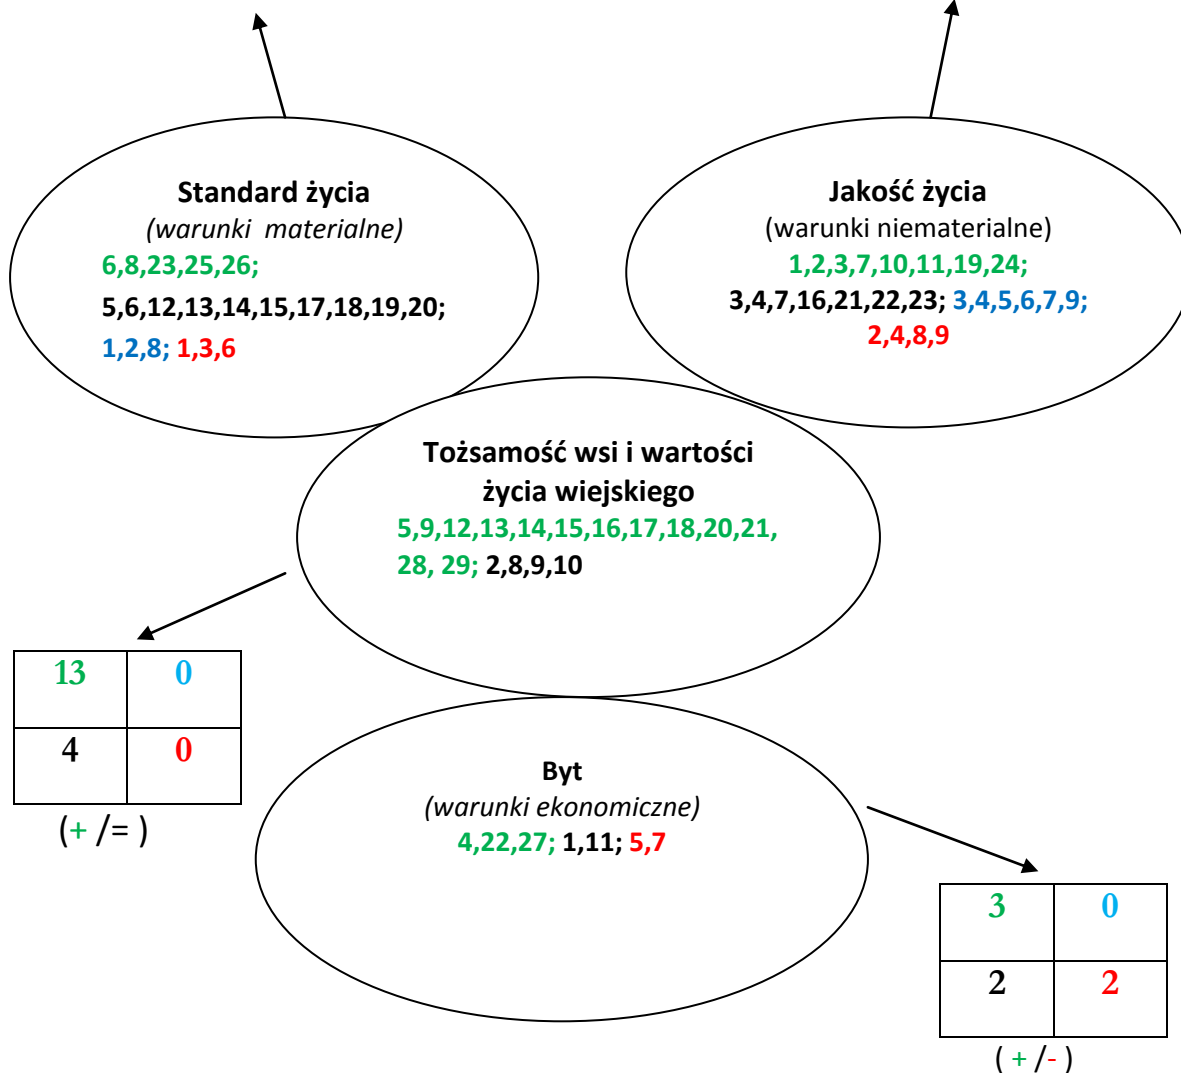 Standard życia
(warunki materialne)
6,8,23,25,26;
5,6,12,13,14,15,17,18,19,20;
1,2,8; 1,3,6
Jakość życia
(warunki niematerialne)
1,2,3,7,10,11,19,24;
3,4,7,16,21,22,23; 3,4,5,6,7,9;
2,4,8,9
Tożsamość wsi i wartości
życia wiejskiego
5,9,12,13,14,15,16,17,18,20,21,
28, 29; 2,8,9,10
13 0
4 0
(+ /= )
Byt
(warunki ekonomiczne)
4,22,27; 1,11; 5,7
3 0
2 2
( + /- )